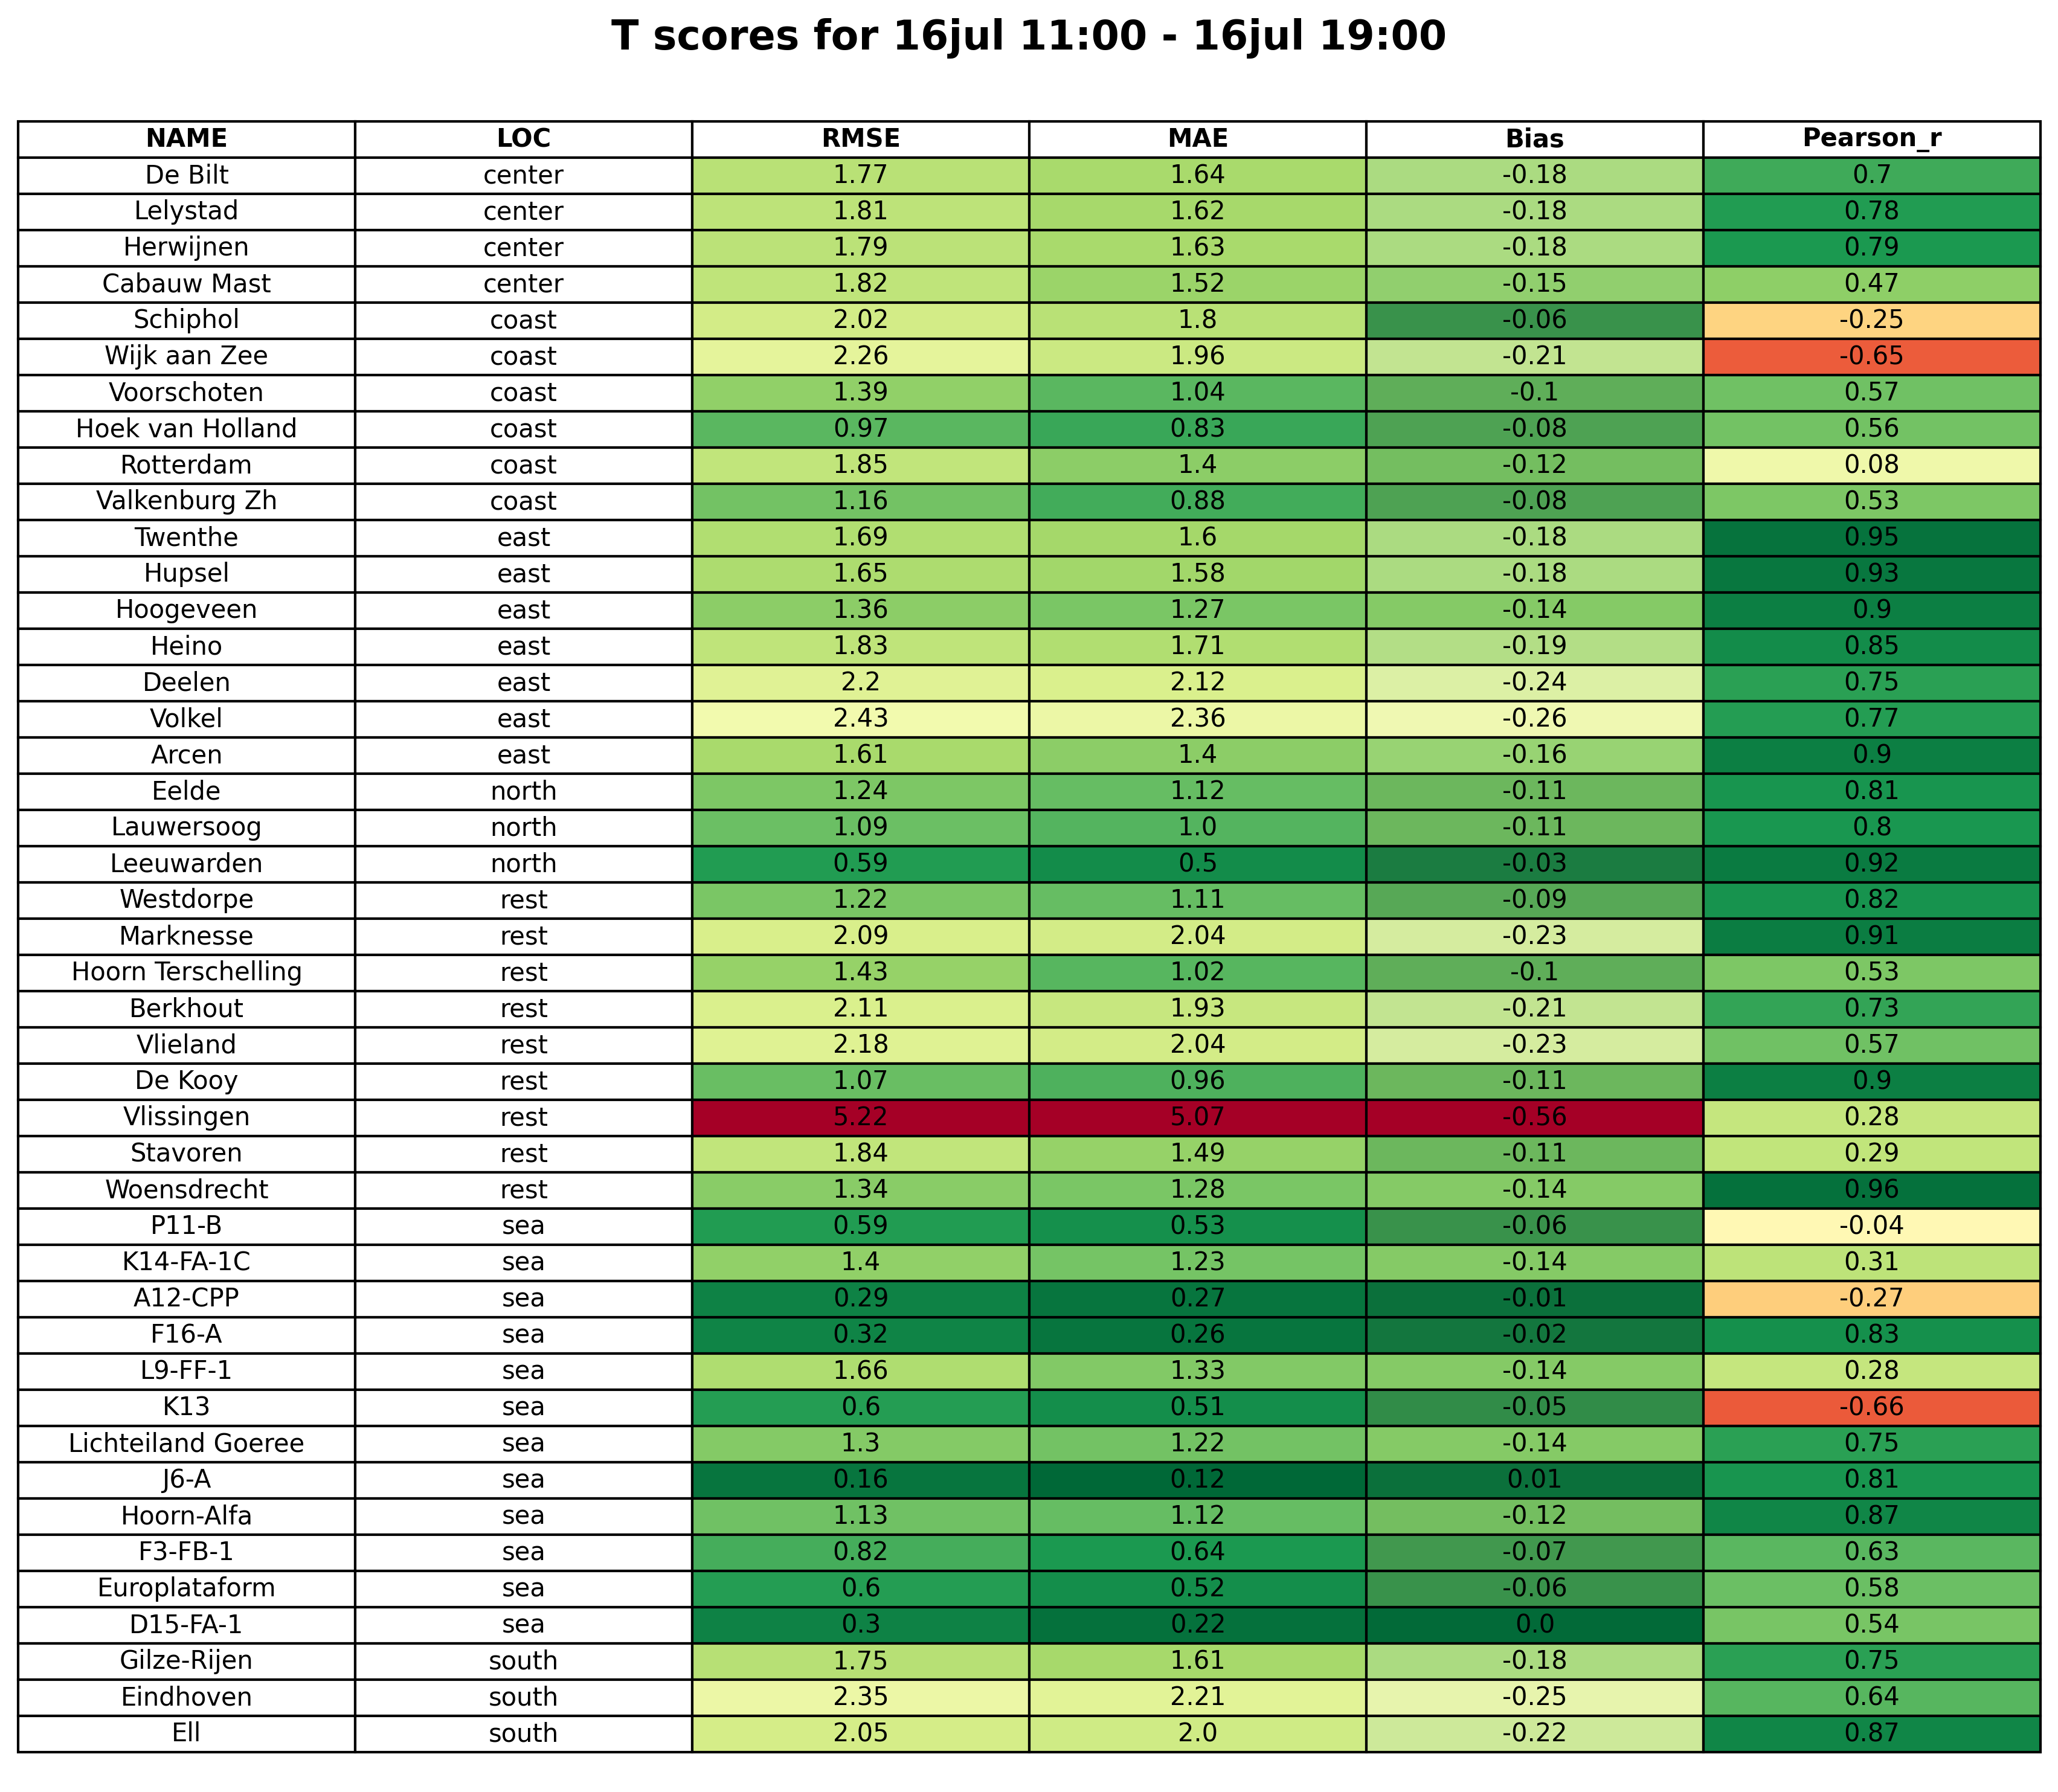 T scores for 16jul 11:00 - 16jul 19:00
NAME LOC RMSE MAE Bias Pearson_r
De Bilt center 1.77 1.64 -0.18 0.7
Lelystad center 1.81 1.62 -0.18 0.78
Herwijnen center 1.79 1.63 -0.18 0.79
Cabauw Mast center 1.82 1.52 -0.15 0.47
Schiphol coast 2.02 1.8 -0.06 -0.25
Wijk aan Zee coast 2.26 1.96 -0.21 -0.65
Voorschoten coast 1.39 1.04 -0.1 0.57
Hoek van Holland coast 0.97 0.83 -0.08 0.56
Rotterdam coast 1.85 1.4 -0.12 0.08
Valkenburg Zh coast 1.16 0.88 -0.08 0.53
Twenthe east 1.69 1.6 -0.18 0.95
Hupsel east 1.65 1.58 -0.18 0.93
Hoogeveen east 1.36 1.27 -0.14 0.9
Heino east 1.83 1.71 -0.19 0.85
Deelen east 2.2 2.12 -0.24 0.75
Volkel east 2.43 2.36 -0.26 0.77
Arcen east 1.61 1.4 -0.16 0.9
Eelde north 1.24 1.12 -0.11 0.81
Lauwersoog north 1.09 1.0 -0.11 0.8
Leeuwarden north 0.59 0.5 -0.03 0.92
Westdorpe rest 1.22 1.11 -0.09 0.82
Marknesse rest 2.09 2.04 -0.23 0.91
Hoorn Terschelling rest 1.43 1.02 -0.1 0.53
Berkhout rest 2.11 1.93 -0.21 0.73
Vlieland rest 2.18 2.04 -0.23 0.57
De Kooy rest 1.07 0.96 -0.11 0.9
Vlissingen rest 5.22 5.07 -0.56 0.28
Stavoren rest 1.84 1.49 -0.11 0.29
Woensdrecht rest 1.34 1.28 -0.14 0.96
P11-B sea 0.59 0.53 -0.06 -0.04
K14-FA-1C sea 1.4 1.23 -0.14 0.31
A12-CPP sea 0.29 0.27 -0.01 -0.27
F16-A sea 0.32 0.26 -0.02 0.83
L9-FF-1 sea 1.66 1.33 -0.14 0.28
K13 sea 0.6 0.51 -0.05 -0.66
Lichteiland Goeree sea 1.3 1.22 -0.14 0.75
J6-A sea 0.16 0.12 0.01 0.81
Hoorn-Alfa sea 1.13 1.12 -0.12 0.87
F3-FB-1 sea 0.82 0.64 -0.07 0.63
Europlataform sea 0.6 0.52 -0.06 0.58
D15-FA-1 sea 0.3 0.22 0.0 0.54
Gilze-Rijen south 1.75 1.61 -0.18 0.75
Eindhoven south 2.35 2.21 -0.25 0.64
Ell south 2.05 2.0 -0.22 0.87